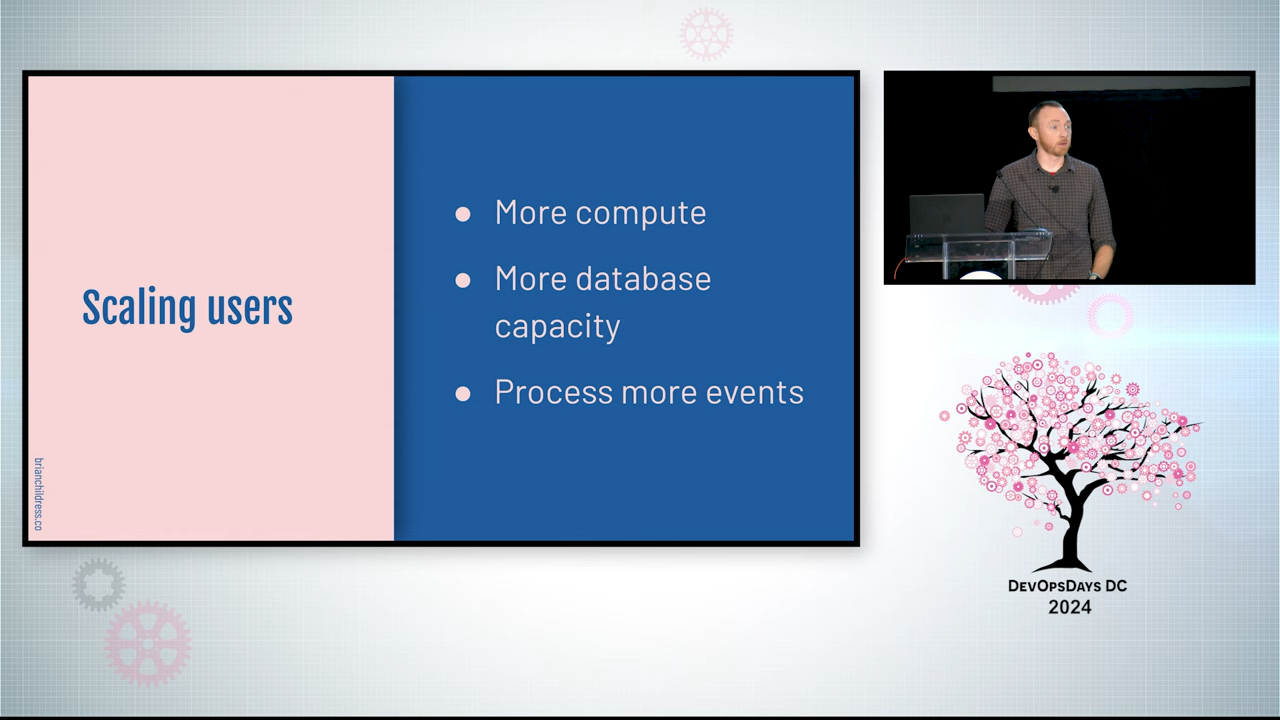 Scaling users
brianchildress.co
● More compute
● More database
capacity
● Process more events
DevOpsDays DC
2024